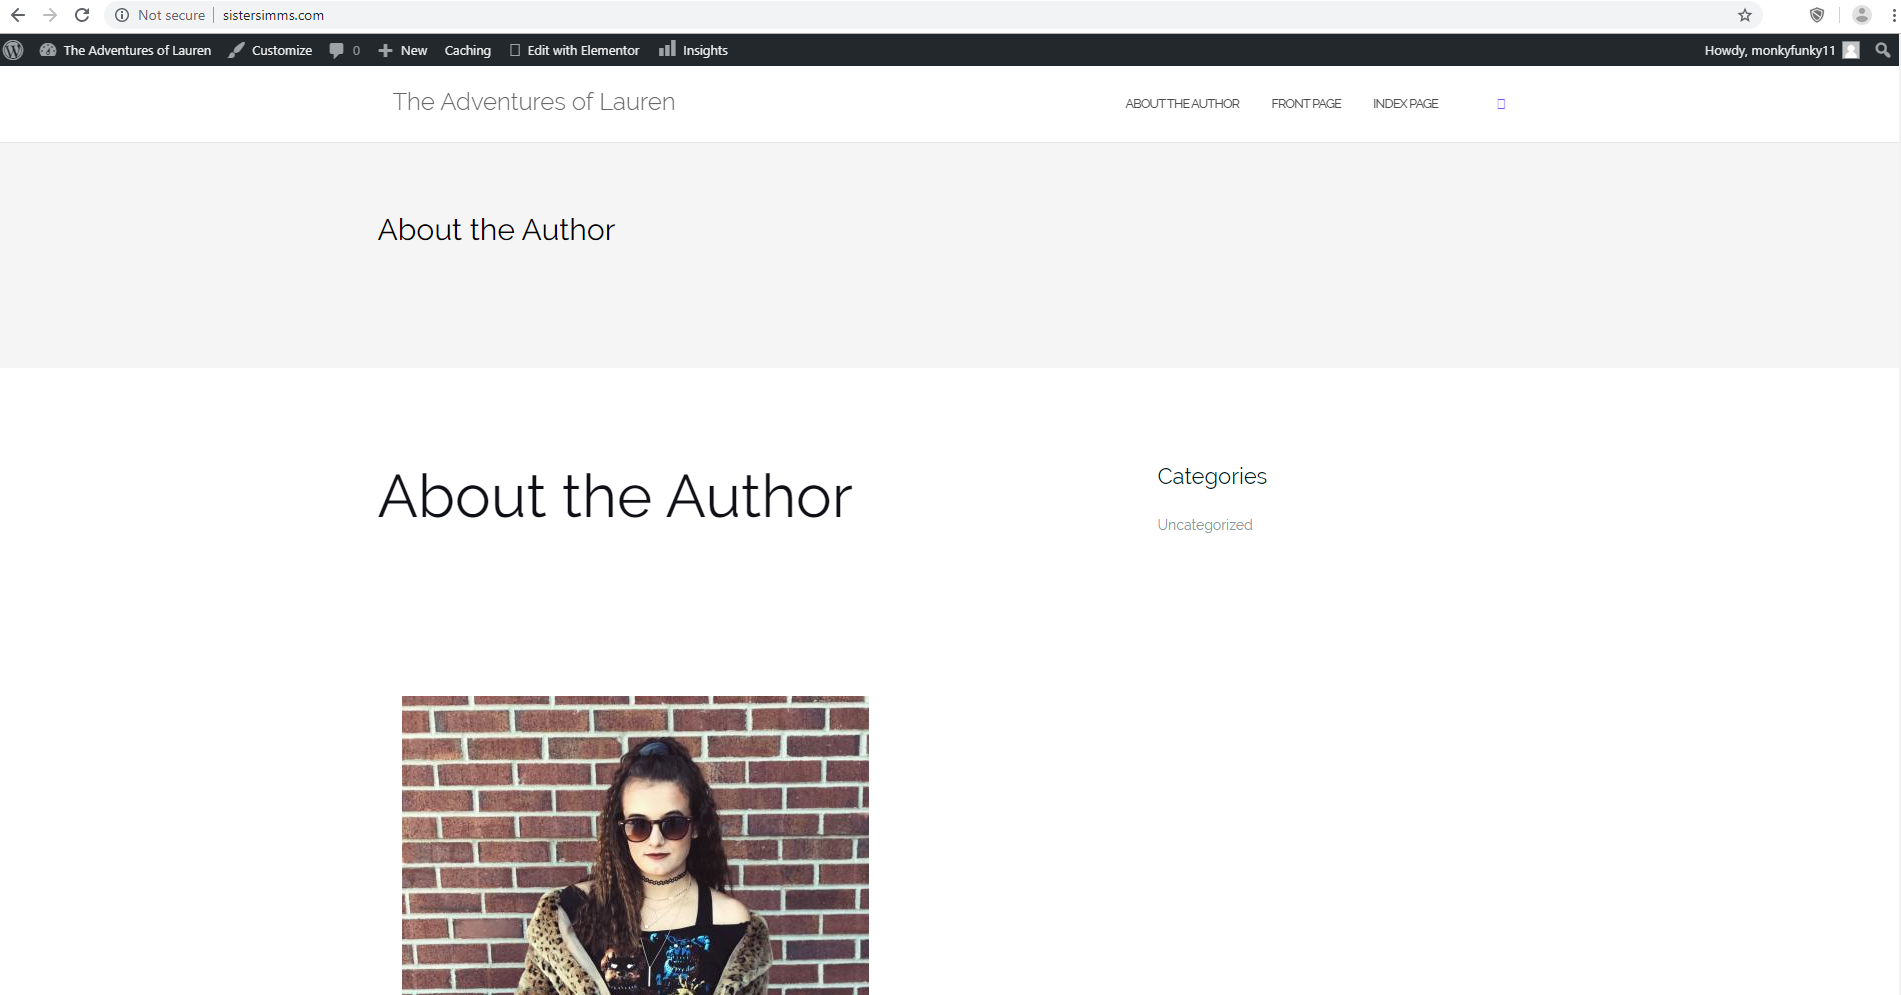 Not secure sistersimms.com
The Adventures of Lauren Customize 0 New Caching Edit with Elementor Insights Howdy, monkyfunky11
The Adventures of Lauren ABOUT THE AUTHOR FRONT PAGE INDEX PAGE
About the Author
About the Author
Categories
Uncategorized